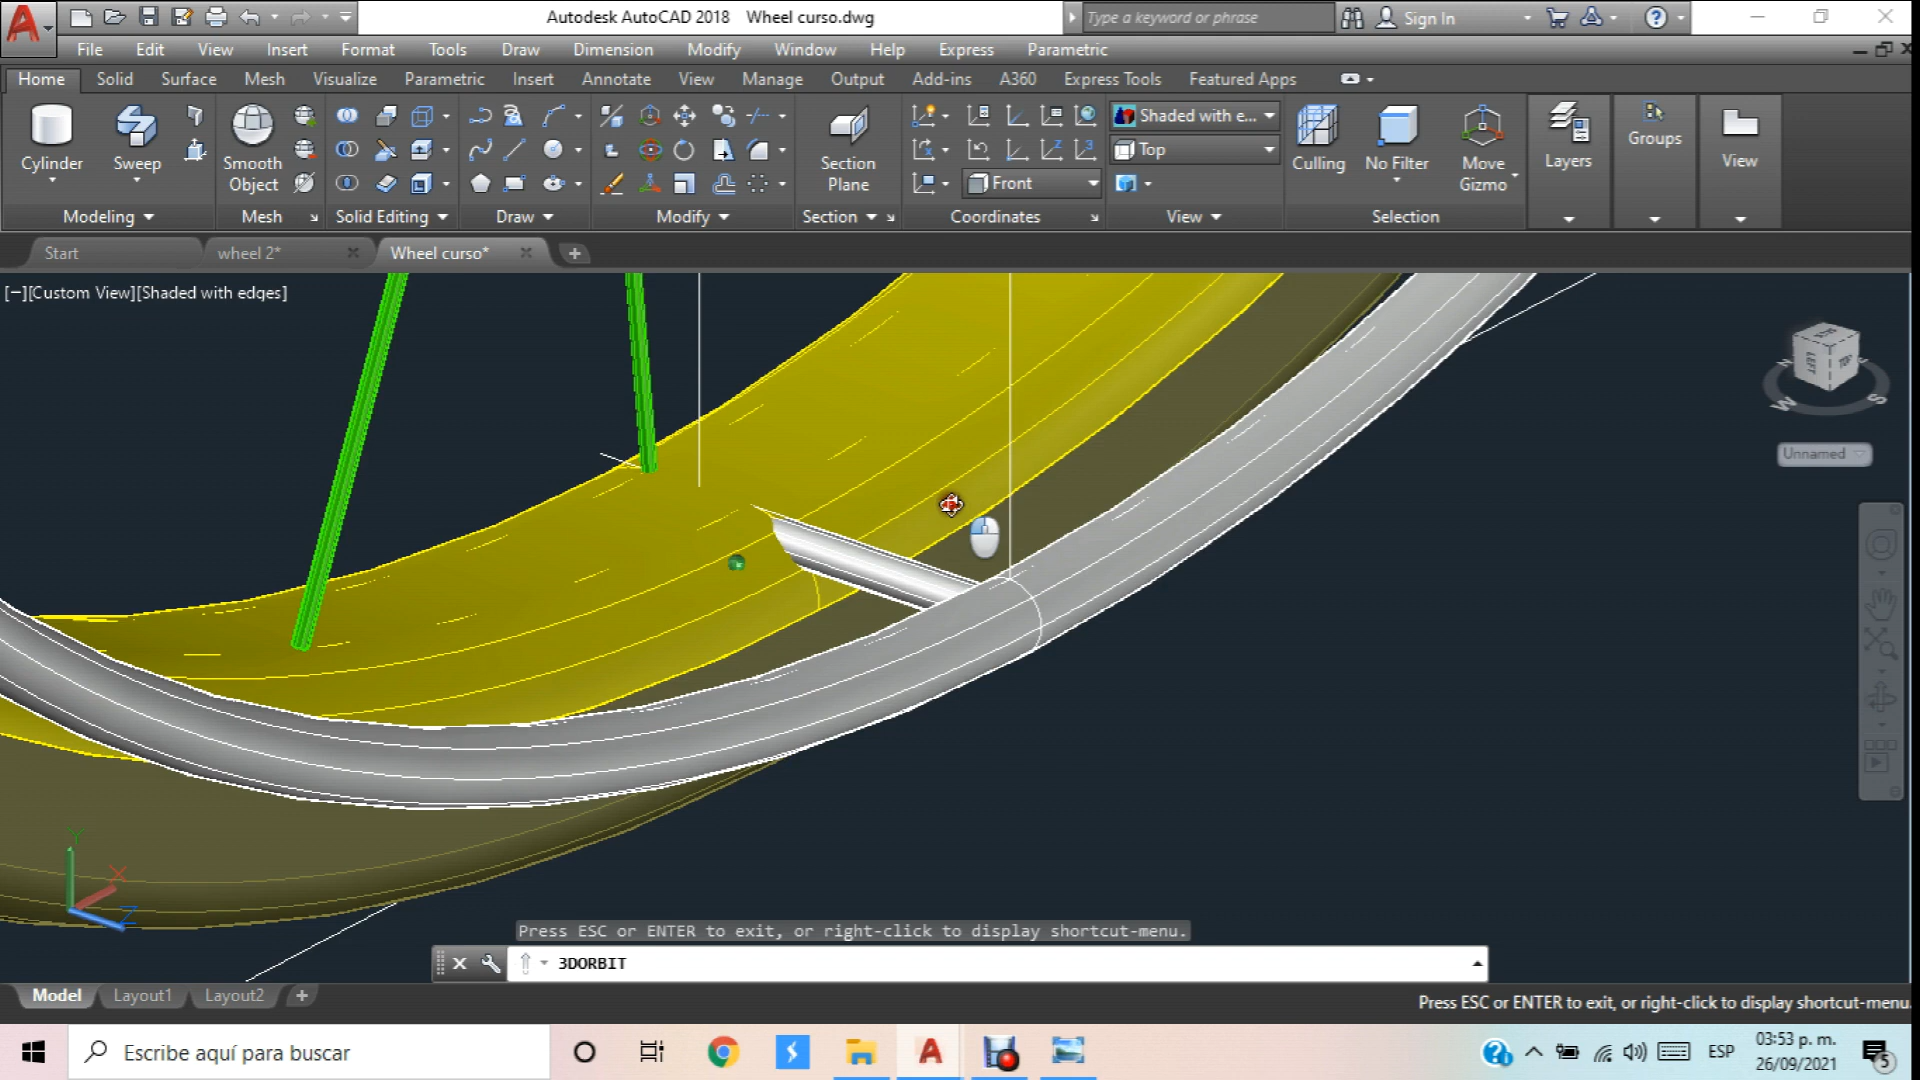 Autodesk AutoCAD 2018 Wheel curso.dwg
Type a keyword or phrase
Sign In
File Edit View Insert Format Tools Draw Dimension Modify Window Help Express Parametric
Home Solid Surface Mesh Visualize Parametric Insert Annotate View Manage Output Add-ins A360 Express Tools Featured Apps
Cylinder
Sweep
Smooth Object
Section Plane
Shaded with e...
Top
Front
Culling
No Filter
Move Gizmo
Layers
Groups
View
Modeling
Mesh
Solid Editing
Draw
Modify
Section
Coordinates
View
Selection
Start
wheel 2*
Wheel curso*
[−][Custom View][Shaded with edges]
LEFT
TOP
W
S
Unnamed
Y
X
Z
Press ESC or ENTER to exit, or right-click to display shortcut-menu.
3DORBIT
Model Layout1 Layout2
Press ESC or ENTER to exit, or right-click to display shortcut-menu.
Escribe aquí para buscar
ESP
03:53 p. m.
26/09/2021
5